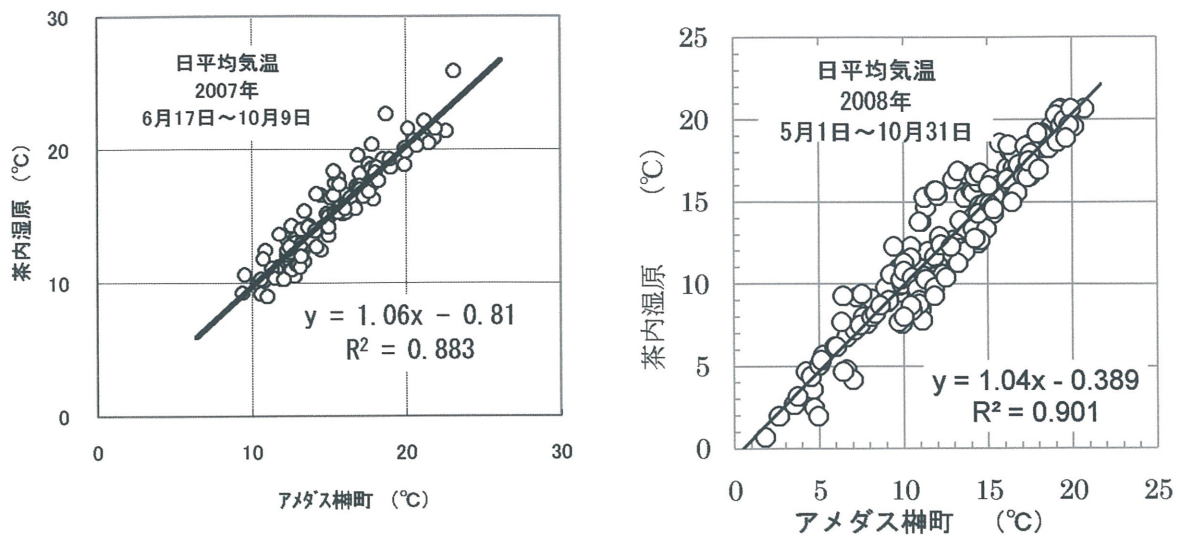 30
20
10
0
0
10
20
30
日平均気温
2007年
6月17日～10月9日
y = 1.06x − 0.81
R² = 0.883
茶内湿原 (℃)
アメダス榊町 (℃)
25
20
15
10
5
0
0
5
10
15
20
25
日平均気温
2008年
5月1日～10月31日
y = 1.04x - 0.389
R² = 0.901
茶内湿原 (℃)
アメダス榊町 (℃)